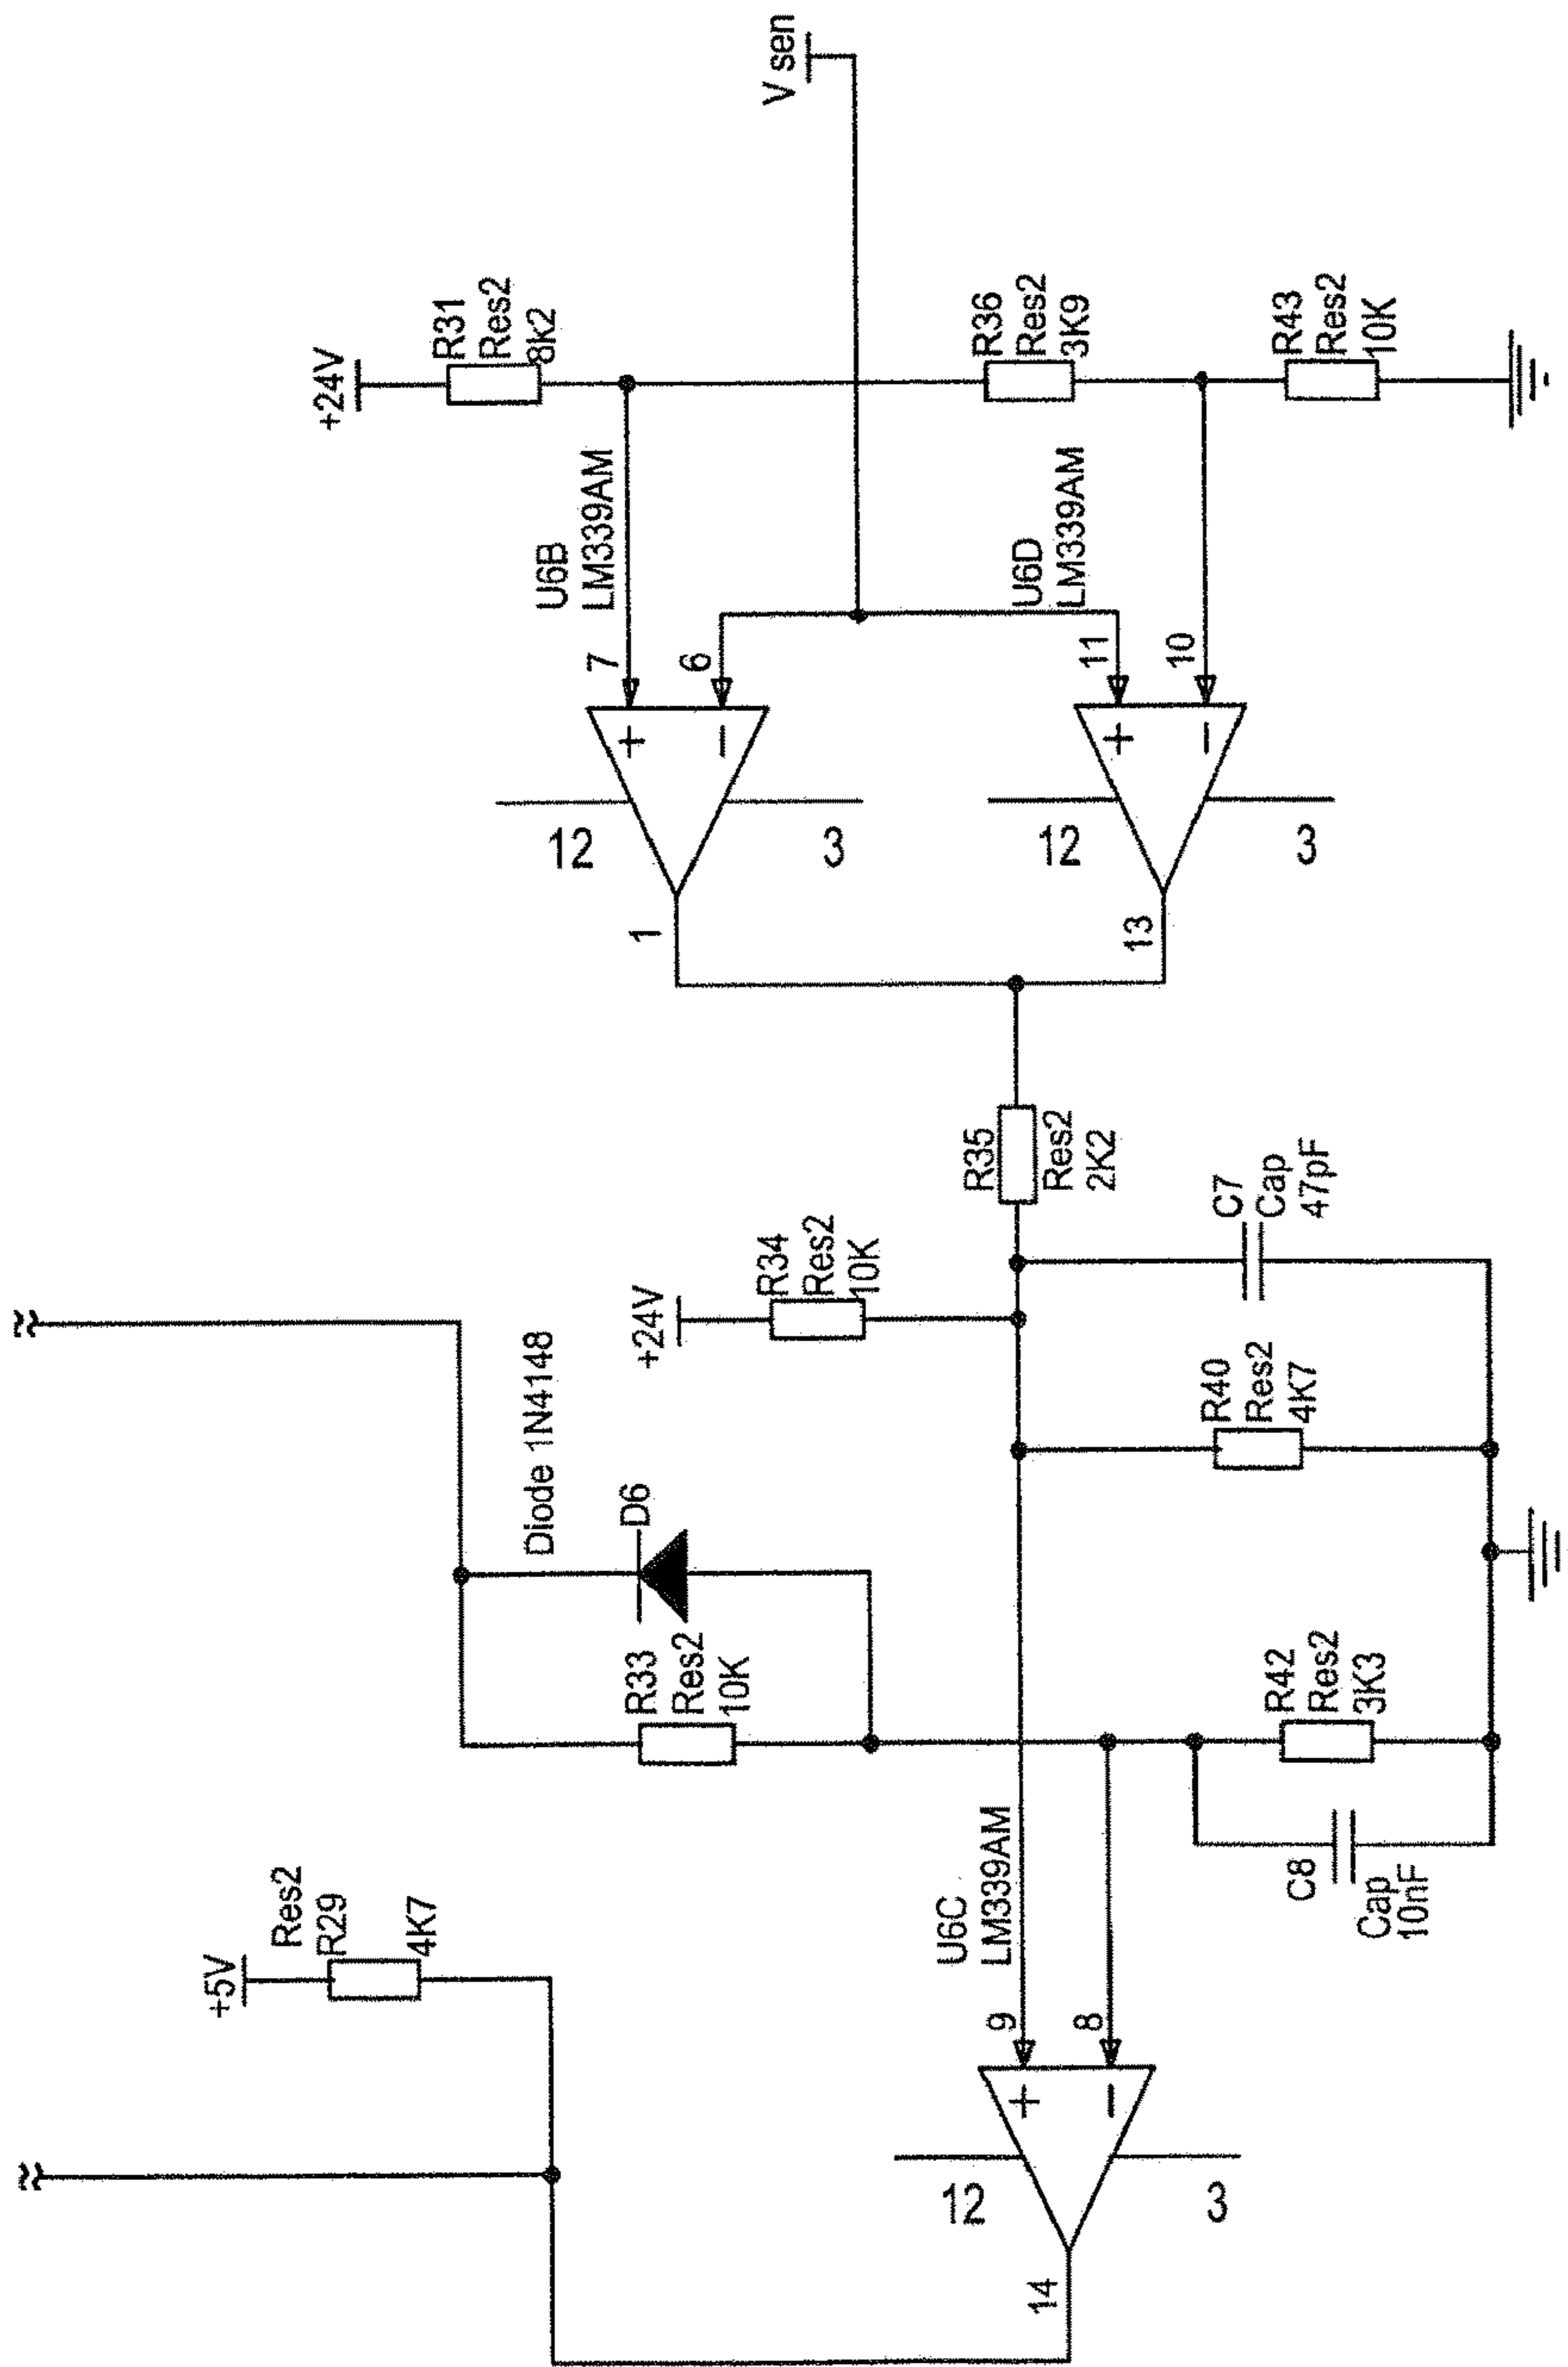 V sen
+24V
R31
Res2
8k2
R36
Res2
3K9
R43
Res2
10K
U6B
LM339AM
U6D
LM339AM
7
6
11
10
+
−
+
−
12
3
12
3
1
13
R35
Res2
2K2
C7
Cap
47pF
+24V
R34
Res2
10K
R40
Res2
4K7
Diode 1N4148
D6
R33
Res2
10K
R42
Res2
3K3
C8
Cap
10nF
U6C
LM339AM
+5V
Res2
R29
4K7
9
8
+
−
12
3
14